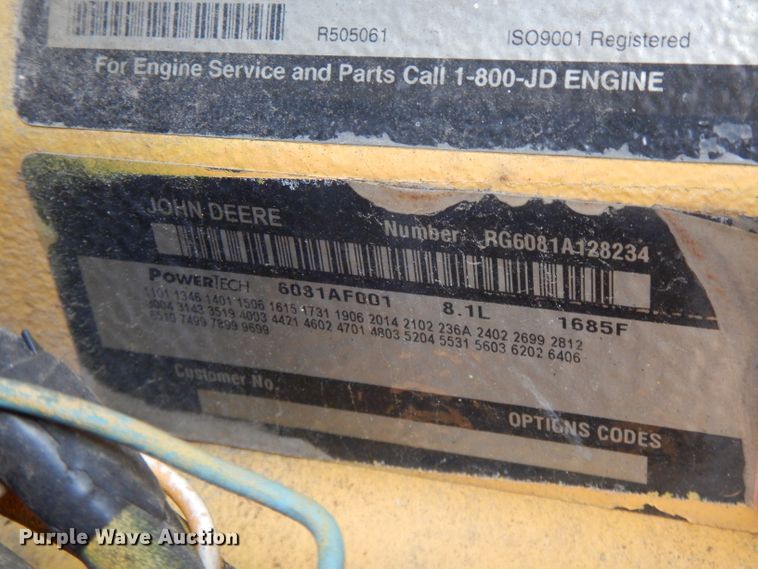 R505061 ISO9001 Registered
For Engine Service and Parts Call 1-800-JD ENGINE
JOHN DEERE Number: RG6081A128234
POWERTECH 6081AF001 8.1L 1685F
1101 1346 1401 1506 1615 1731 1906 2014 2102 236A 2402 2699 2812
3004 3143 3519 4003 4421 4602 4701 4803 5204 5531 5603 6202 6406
6510 7499 7899 9699
Customer No.
OPTIONS CODES
Purple Wave Auction